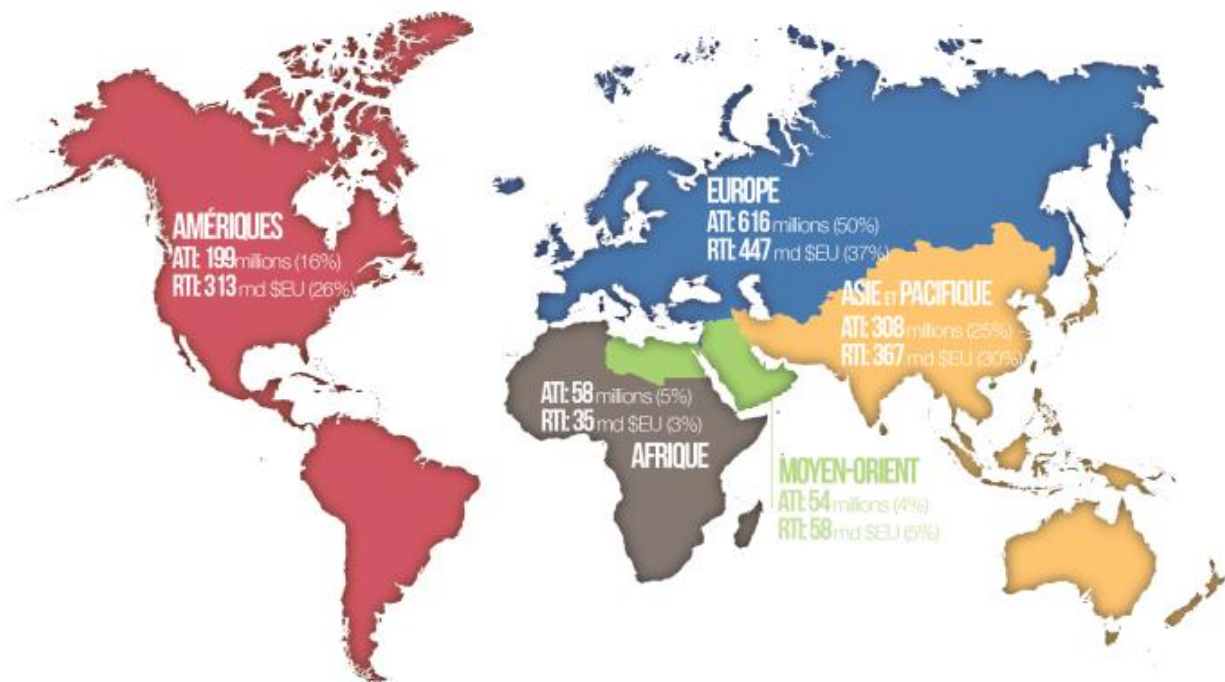 AMÉRIQUES
ATI: 199 millions (16%)
RTI: 313 md $EU (26%)
EUROPE
ATI: 616 millions (50%)
RTI: 447 md $EU (37%)
ASIE ET PACIFIQUE
ATI: 308 millions (25%)
RTI: 367 md $EU (30%)
ATI: 58 millions (5%)
RTI: 35 md $EU (3%)
AFRIQUE
MOYEN-ORIENT
ATI: 54 millions (4%)
RTI: 58 md $EU (5%)